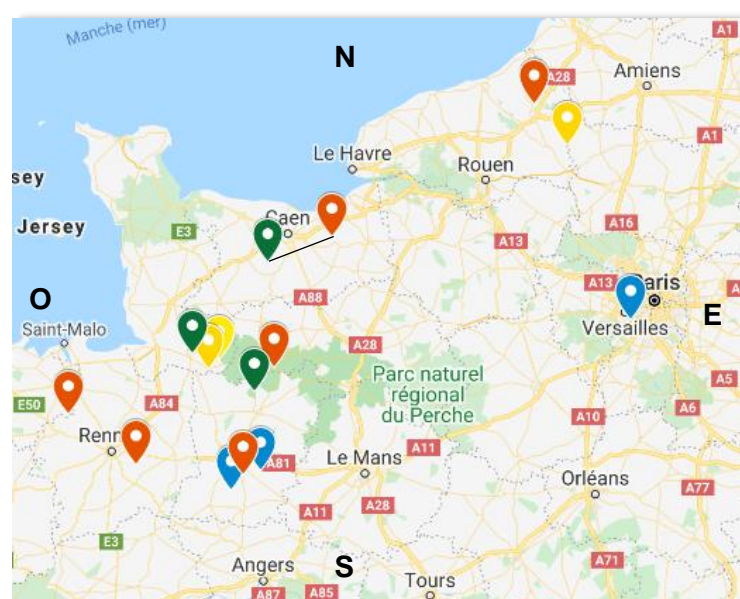 Manche (mer)
N
A1
A28
Amiens
A1
Le Havre
Rouen
sey
Jersey
E3
Caen
A16
A13
O
A88
A13
Paris
E
Saint-Malo
Versailles
A28
Parc naturel
régional
du Perche
A5
E50
A84
A10
A6
Renn
A11
A81
Le Mans
Orléans
A77
A11
A28
E3
Angers
S
A71
Tours
A87
A85